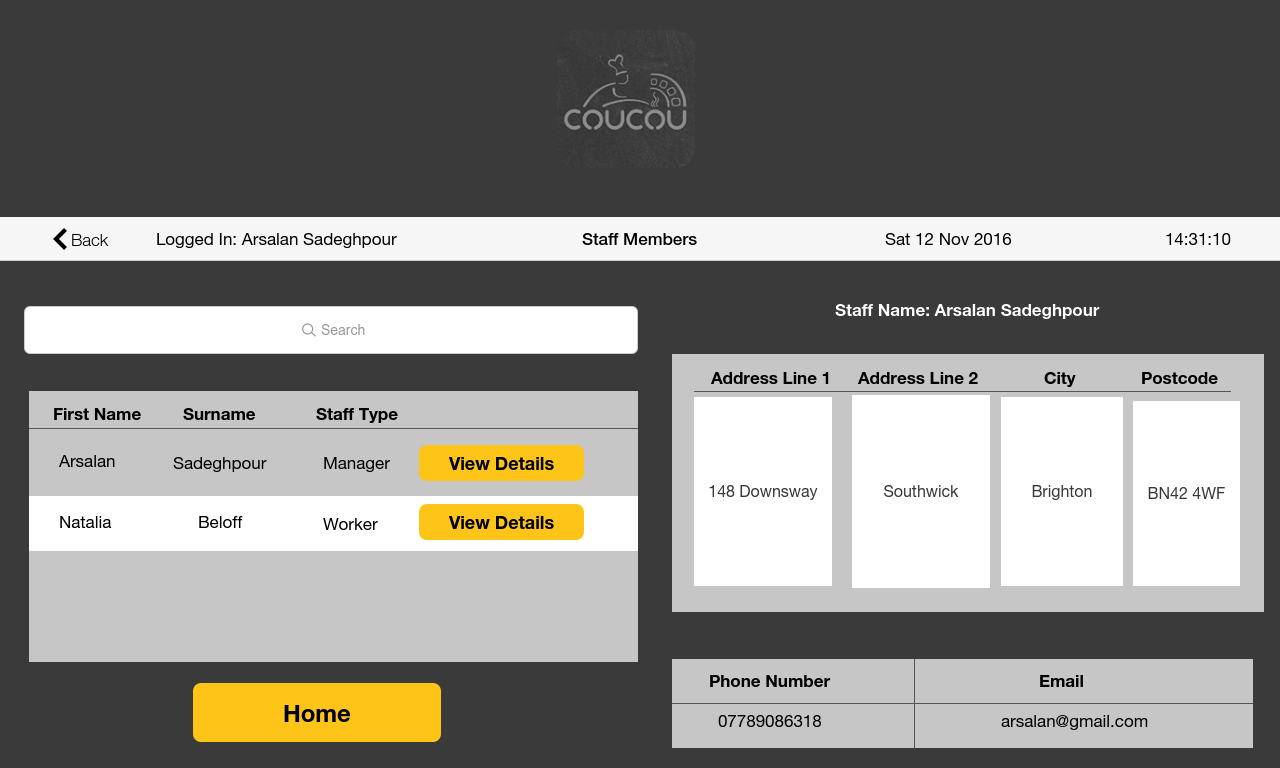 COUCOU
Back Logged In: Arsalan Sadeghpour Staff Members Sat 12 Nov 2016 14:31:10
Search
First Name Surname Staff Type
Arsalan Sadeghpour Manager View Details
Natalia Beloff Worker View Details
Home
Staff Name: Arsalan Sadeghpour
Address Line 1 Address Line 2 City Postcode
148 Downsway Southwick Brighton BN42 4WF
Phone Number Email
07789086318 arsalan@gmail.com